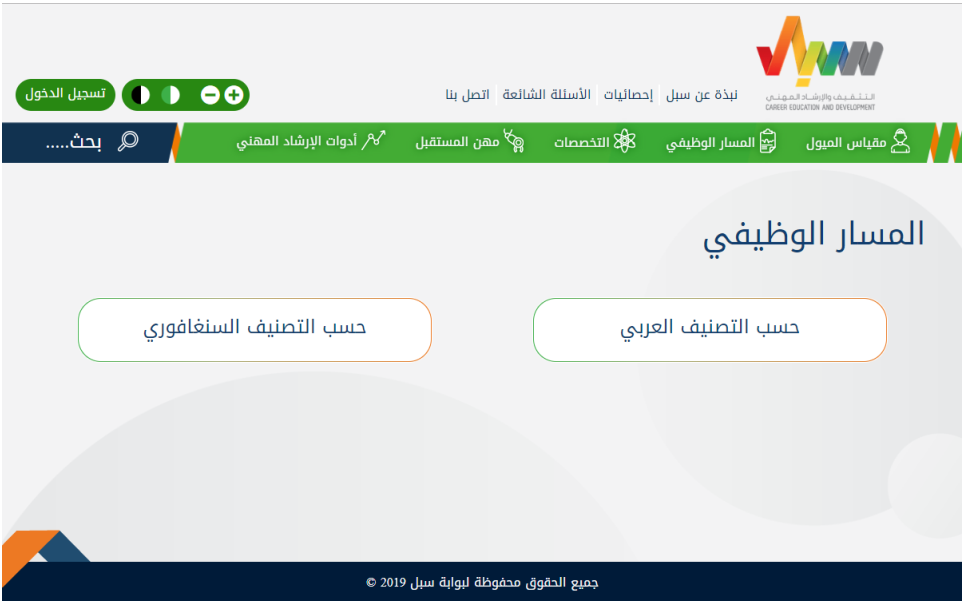 سبل
التثقيف والإرشاد المهني
CAREER EDUCATION AND DEVELOPMENT
نبذة عن سبل
إحصائيات
الأسئلة الشائعة
اتصل بنا
تسجيل الدخول
مقياس الميول
المسار الوظيفي
التخصصات
مهن المستقبل
أدوات الإرشاد المهني
بحث.....
المسار الوظيفي
حسب التصنيف العربي
حسب التصنيف السنغافوري
جميع الحقوق محفوظة لبوابة سبل 2019 ©